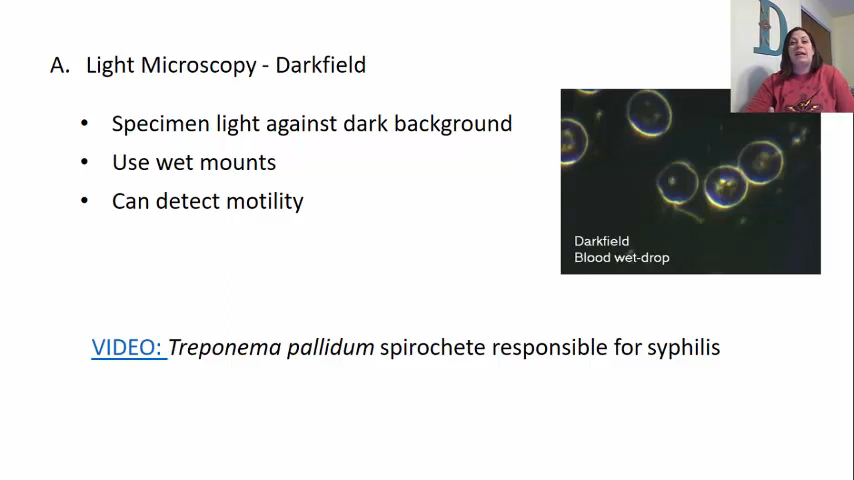 A. Light Microscopy - Darkfield
• Specimen light against dark background
• Use wet mounts
• Can detect motility
D
Darkfield
Blood wet-drop
VIDEO: Treponema pallidum spirochete responsible for syphilis